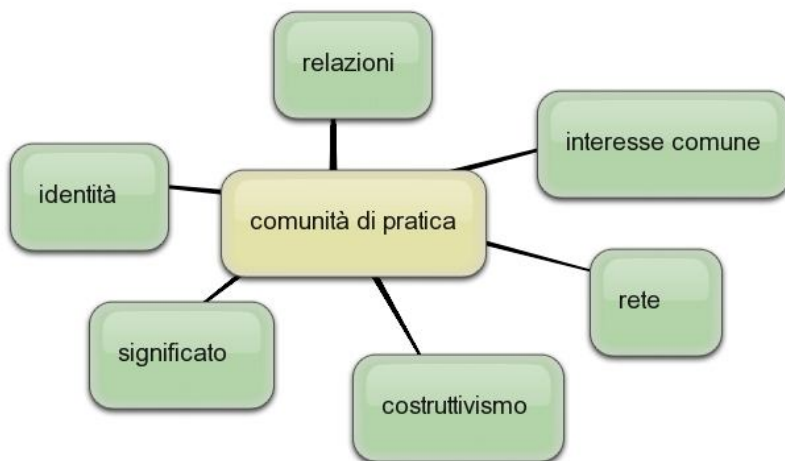 relazioni
interesse comune
identità
comunità di pratica
rete
significato
costruttivismo